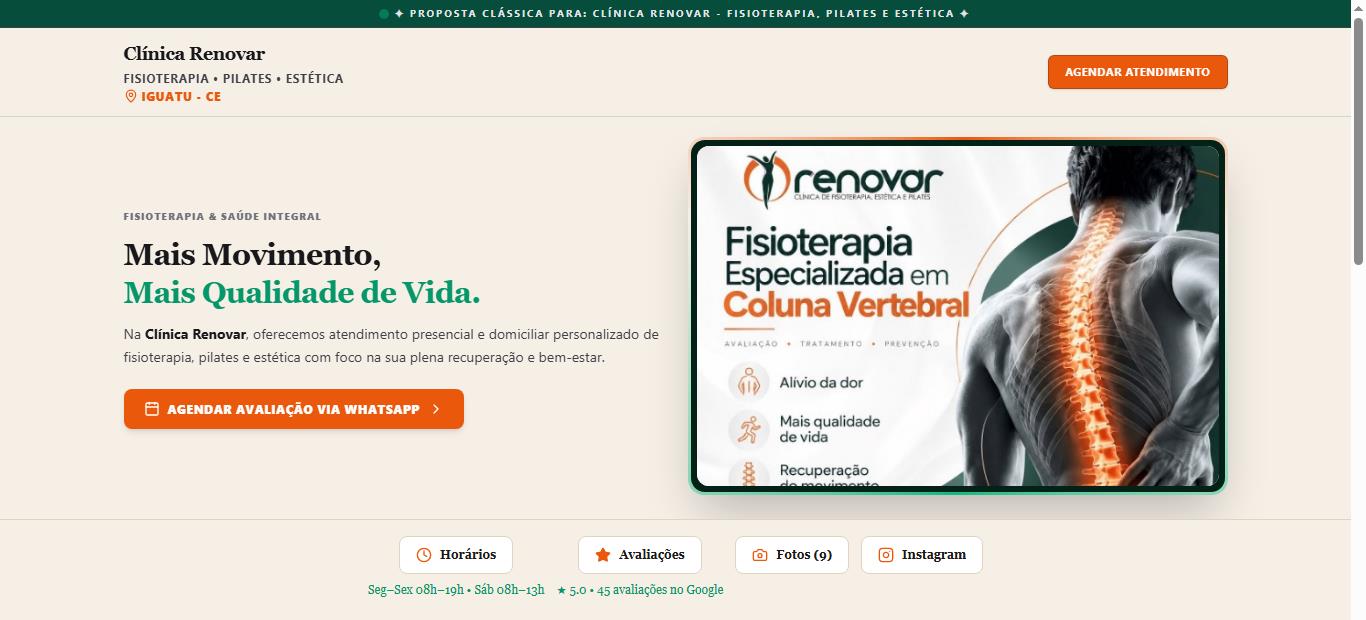 ✦ PROPOSTA CLÁSSICA PARA: CLÍNICA RENOVAR - FISIOTERAPIA, PILATES E ESTÉTICA ✦
Clínica Renovar
FISIOTERAPIA • PILATES • ESTÉTICA
IGUATU - CE
AGENDAR ATENDIMENTO
FISIOTERAPIA & SAÚDE INTEGRAL
Mais Movimento,
Mais Qualidade de Vida.
Na Clínica Renovar, oferecemos atendimento presencial e domiciliar personalizado de
fisioterapia, pilates e estética com foco na sua plena recuperação e bem-estar.
AGENDAR AVALIAÇÃO VIA WHATSAPP
renovar
CLÍNICA DE FISIOTERAPIA, ESTÉTICA E PILATES
Fisioterapia
Especializada em
Coluna Vertebral
AVALIAÇÃO • TRATAMENTO • PREVENÇÃO
Alívio da dor
Mais qualidade
de vida
Recuperação
do movimento
Horários
Seg–Sex 08h–19h • Sáb 08h–13h
Avaliações
★ 5.0 • 45 avaliações no Google
Fotos (9)
Instagram